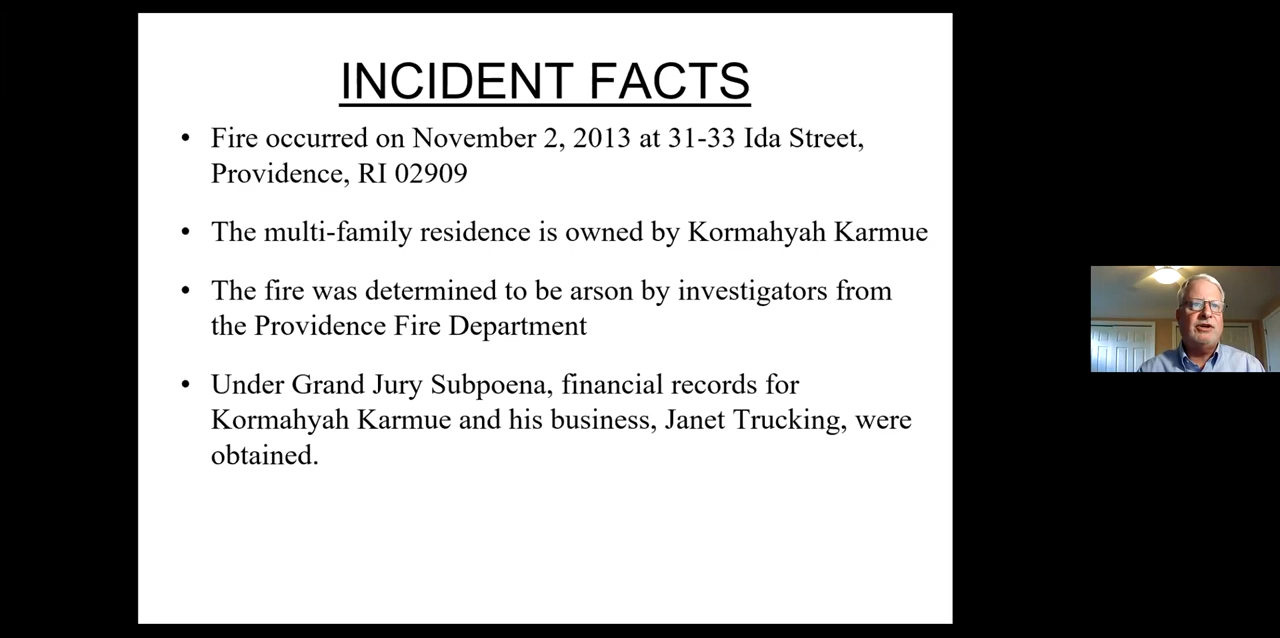 INCIDENT FACTS
• Fire occurred on November 2, 2013 at 31-33 Ida Street,
Providence, RI 02909
• The multi-family residence is owned by Kormahyah Karmue
• The fire was determined to be arson by investigators from
the Providence Fire Department
• Under Grand Jury Subpoena, financial records for
Kormahyah Karmue and his business, Janet Trucking, were
obtained.